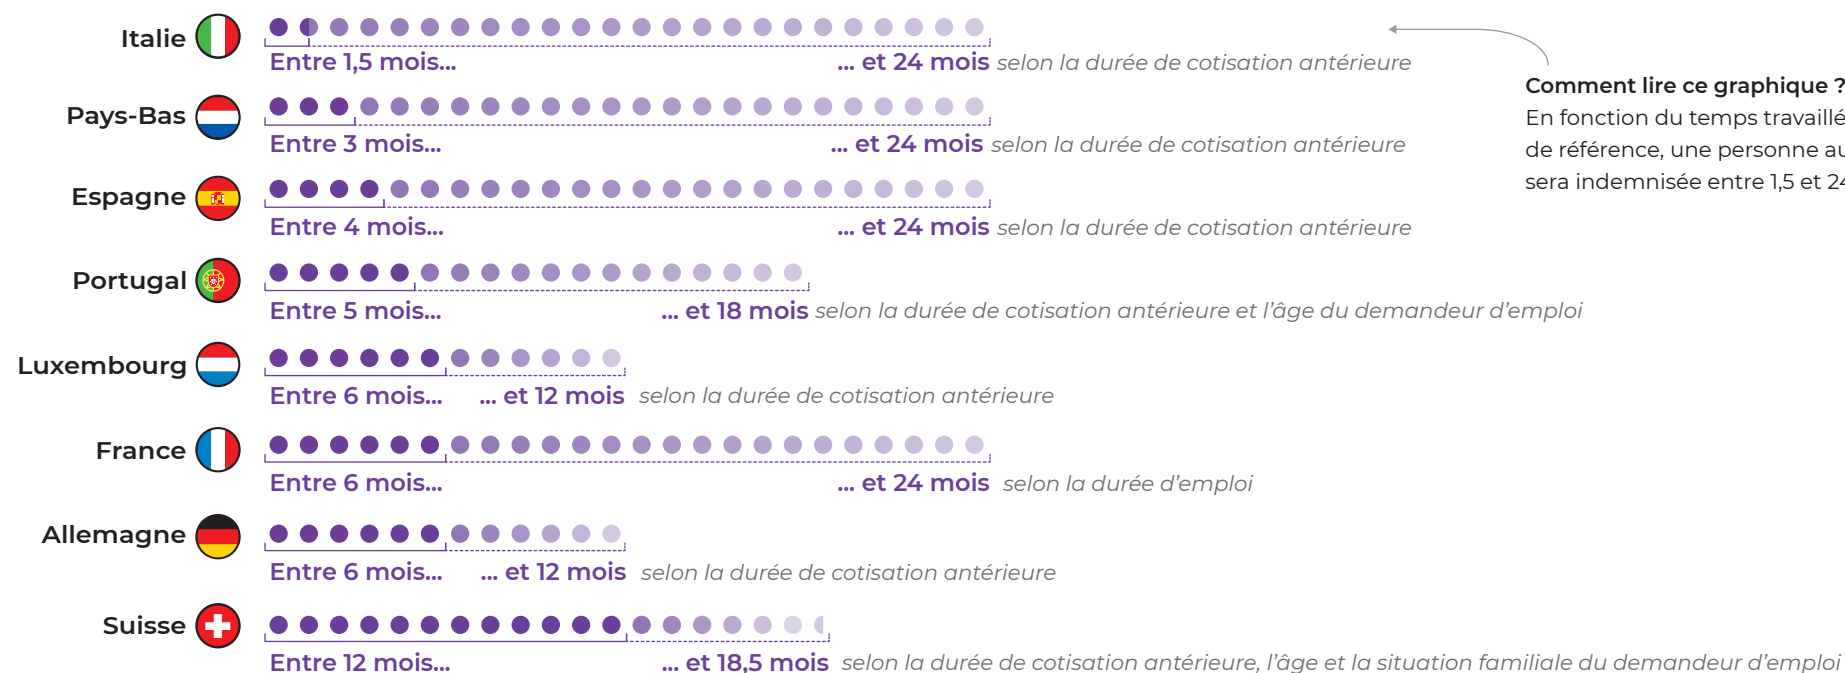 Italie
Entre 1,5 mois... ... et 24 mois selon la durée de cotisation antérieure
Comment lire ce graphique ?
En fonction du temps travaillé
de référence, une personne
sera indemnisée entre 1,5 et
Pays-Bas
Entre 3 mois... ... et 24 mois selon la durée de cotisation antérieure
Espagne
Entre 4 mois... ... et 24 mois selon la durée de cotisation antérieure
Portugal
Entre 5 mois... ... et 18 mois selon la durée de cotisation antérieure et l’âge du demandeur d’emploi
Luxembourg
Entre 6 mois... ... et 12 mois selon la durée de cotisation antérieure
France
Entre 6 mois... ... et 24 mois selon la durée d’emploi
Allemagne
Entre 6 mois... ... et 12 mois selon la durée de cotisation antérieure
Suisse
Entre 12 mois... ... et 18,5 mois selon la durée de cotisation antérieure, l’âge et la situation familiale du demandeur d’emploi